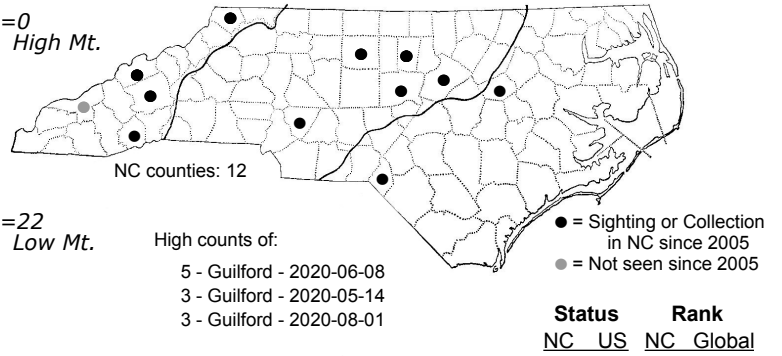 =0
High Mt.
NC counties: 12
=22
Low Mt.
High counts of:
5 - Guilford - 2020-06-08
3 - Guilford - 2020-05-14
3 - Guilford - 2020-08-01
= Sighting or Collection
in NC since 2005
= Not seen since 2005
Status Rank
NC US NC Global